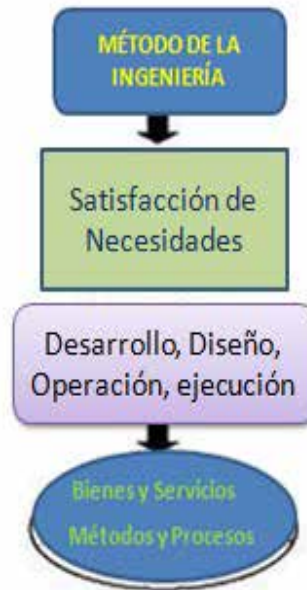 MÉTODO DE LA
INGENIERÍA
Satisfacción de
Necesidades
Desarrollo, Diseño,
Operación, ejecución
Bienes y Servicios
Métodos y Procesos